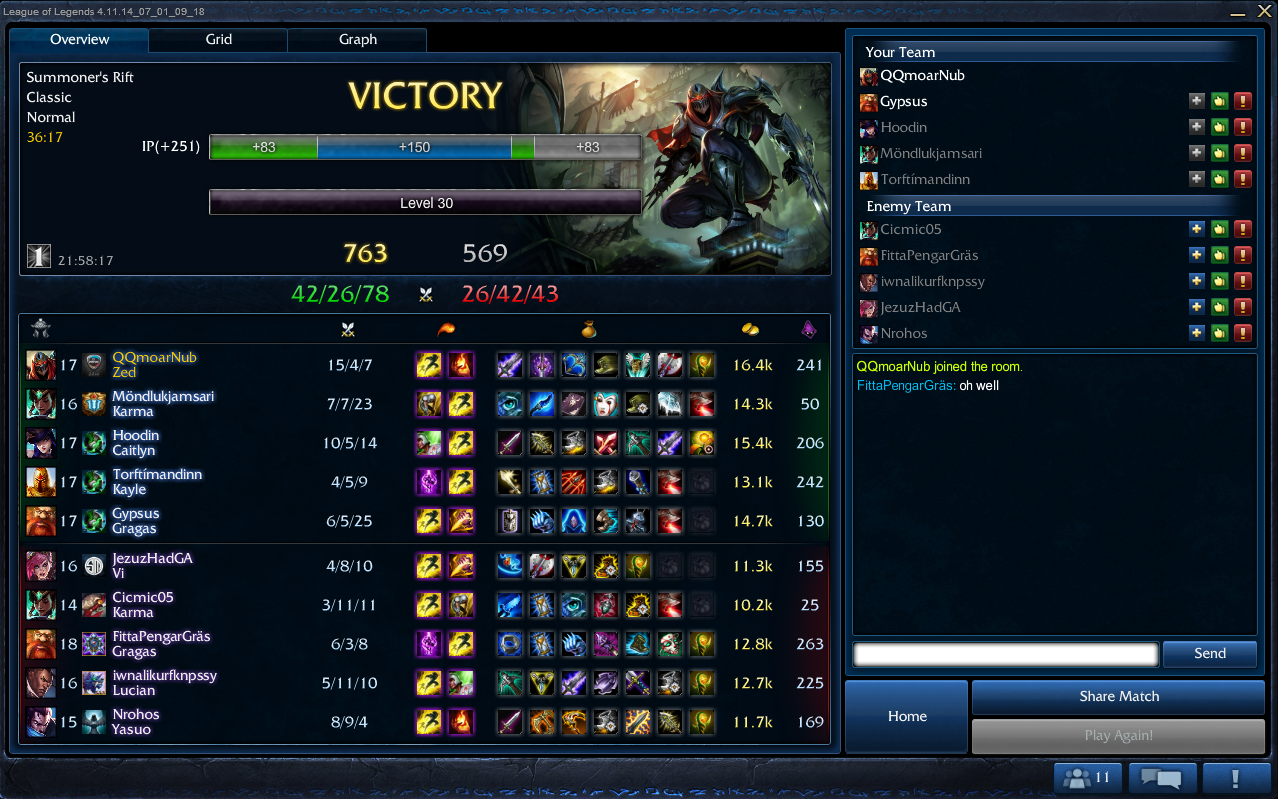 League of Legends 4.11.14_07_01_09_18
Overview Grid Graph
Summoner's Rift
Classic
Normal
36:17
VICTORY
IP(+251) +83 +150 +83
Level 30
1 21:58:17
763 569
42/26/78 26/42/43
17 QQmoarNub 15/4/7 16.4k 241
Zed
16 Möndlukjamsari 7/7/23 14.3k 50
Karma
17 Hoodin 10/5/14 15.4k 206
Caitlyn
17 Torftímandinn 4/5/9 13.1k 242
Kayle
17 Gypsus 6/5/25 14.7k 130
Gragas
16 JezuzHadGA 4/8/10 11.3k 155
Vi
14 Cicmic05 3/11/11 10.2k 25
Karma
18 FittaPengarGräs 6/3/8 12.8k 263
Gragas
16 iwnalikurfknpssy 5/11/10 12.7k 225
Lucian
15 Nrohos 8/9/4 11.7k 169
Yasuo
Your Team
QQmoarNub
Gypsus
Hoodin
Möndlukjamsari
Torftímandinn
Enemy Team
Cicmic05
FittaPengarGräs
iwnalikurfknpssy
JezuzHadGA
Nrohos
QQmoarNub joined the room.
FittaPengarGräs: oh well
Send
Home
Share Match
Play Again!
11